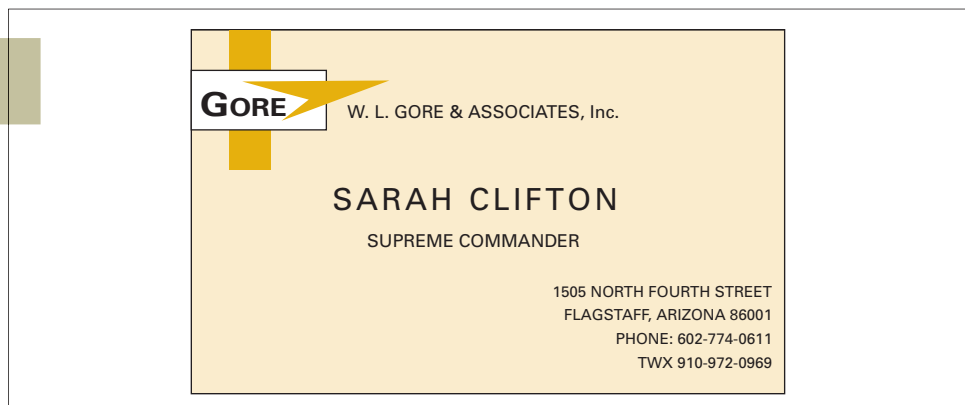 GORE
W. L. GORE & ASSOCIATES, Inc.
SARAH CLIFTON
SUPREME COMMANDER
1505 NORTH FOURTH STREET
FLAGSTAFF, ARIZONA 86001
PHONE: 602-774-0611
TWX 910-972-0969